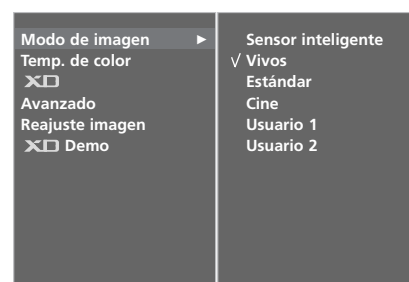 Modo de imagen ►
Temp. de color
XD
Avanzado
Reajuste imagen
XD Demo
Sensor inteligente
√ Vivos
Estándar
Cine
Usuario 1
Usuario 2